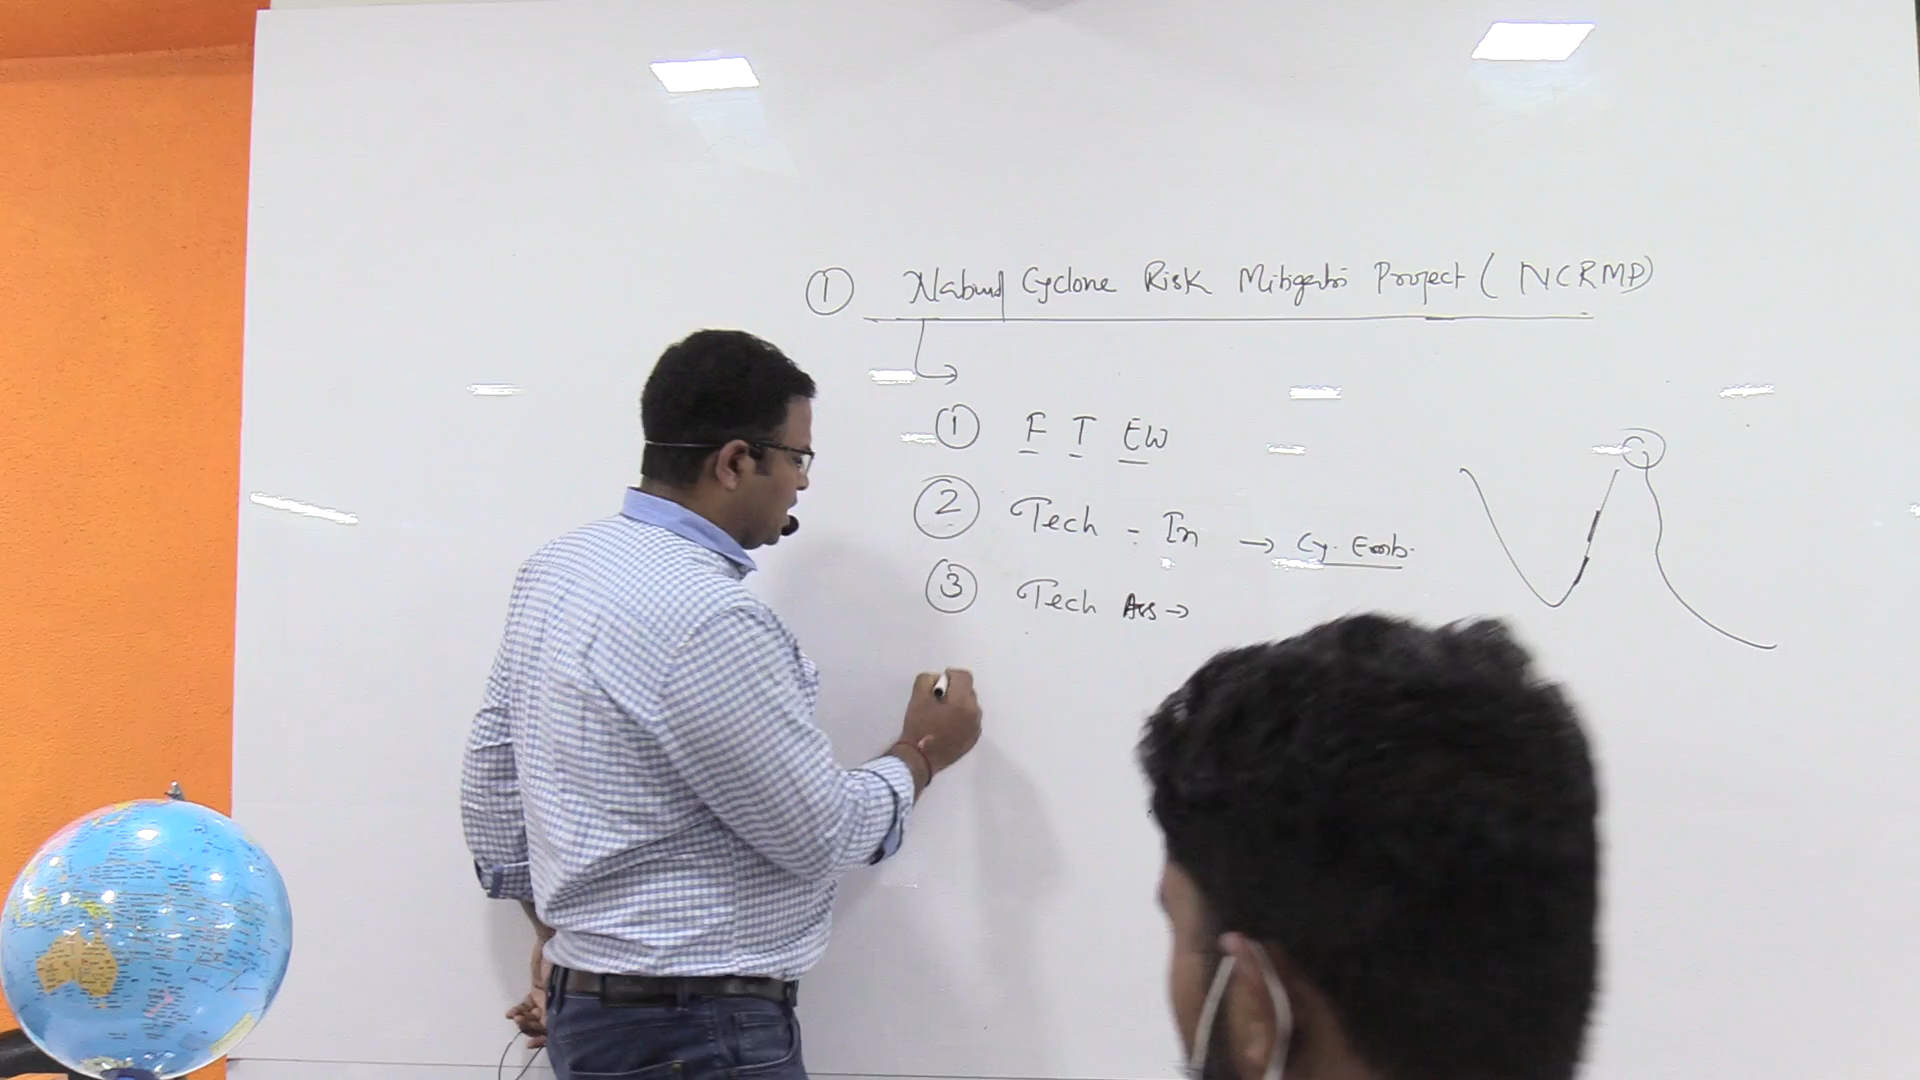 ① National Cyclone Risk Mitigation Project ( NCRMP)
① F T EW
② Tech - In → Cy. Emb.
③ Tech Ass →